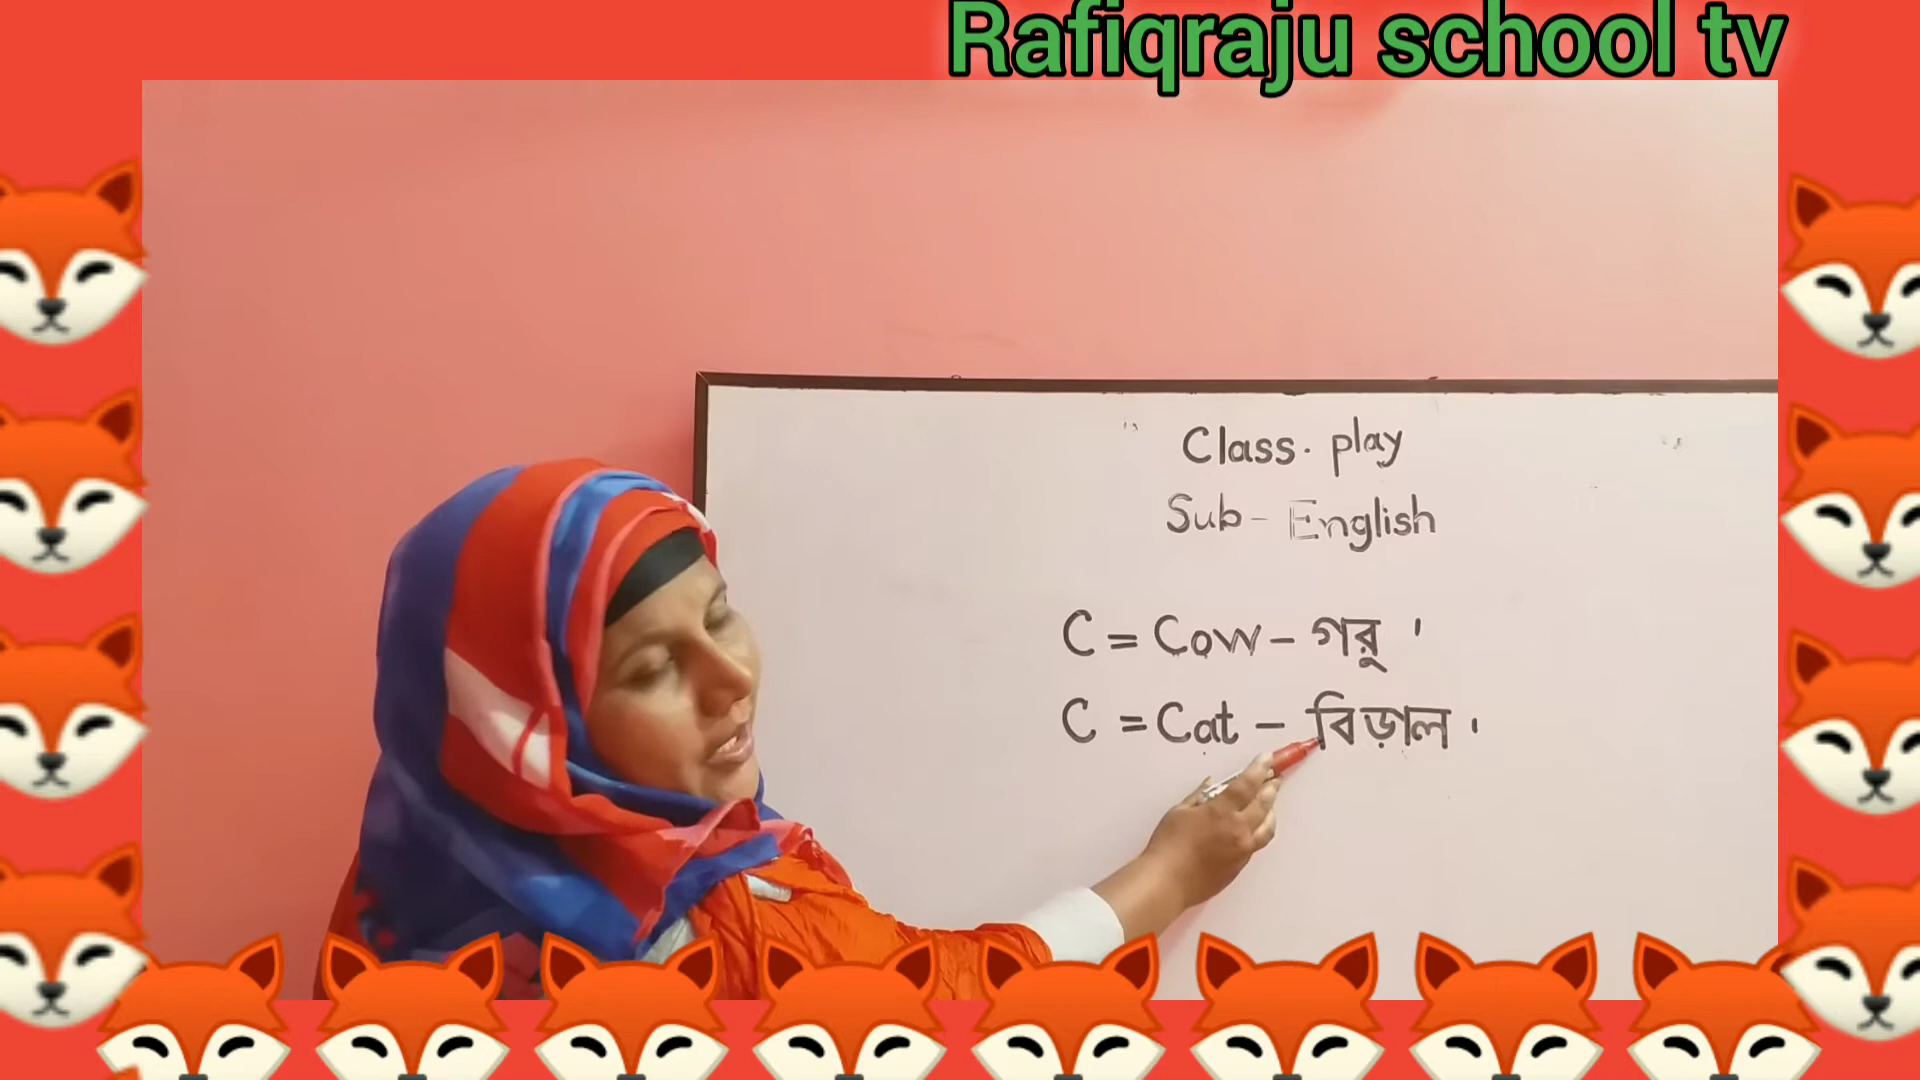 Rafiqraju school tv
Class. play
Sub - English
C = Cow - গরু '
C = Cat - বিড়াল '